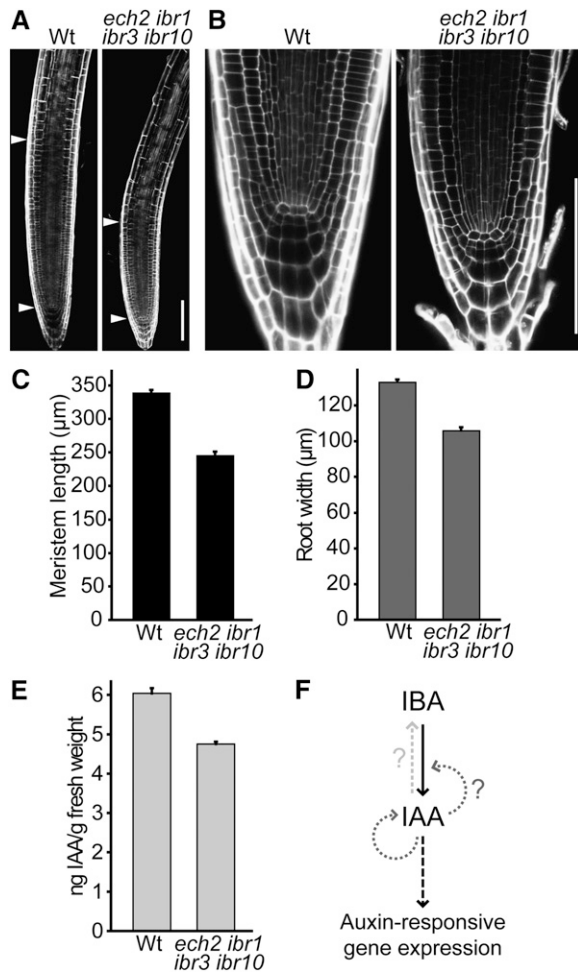 A
Wt
ech2 ibr1
ibr3 ibr10
B
Wt
ech2 ibr1
ibr3 ibr10
C
Meristem length (µm)
350
300
250
200
150
100
50
0
Wt
ech2 ibr1
ibr3 ibr10
D
Root width (µm)
120
100
80
60
40
20
0
Wt
ech2 ibr1
ibr3 ibr10
E
ng IAA/g fresh weight
6
5
4
3
2
1
0
Wt
ech2 ibr1
ibr3 ibr10
F
IBA
?
?
IAA
Auxin-responsive
gene expression